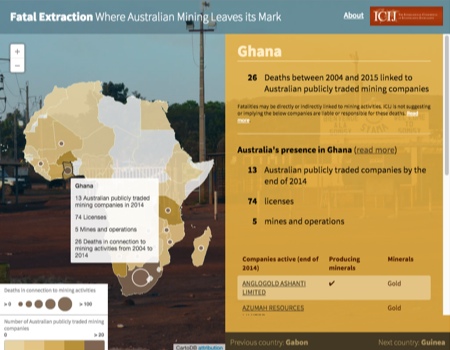 Fatal Extraction Where Australian Mining Leaves its Mark
About
ICIJ
+
-
Ghana
26 Deaths between 2004 and 2015 linked to
Australian publicly traded mining companies
Fatalities may be directly or indirectly linked to mining activities. ICIJ is not suggesting
or implying the below companies are liable or responsible for these deaths. Read
more
Australia's presence in Ghana (read more)
13 Australian publicly traded companies by the
end of 2014
74 licenses
5 mines and operations
Companies active (end of
2014)
Producing
minerals
Minerals
ANGLOGOLD ASHANTI
LIMITED
✔
Gold
AZUMAH RESOURCES
Gold
Ghana
13 Australian publicly traded
mining companies in 2014
74 Licenses
5 Mines and operations
26 Deaths in connection to
mining activities from 2004 to
2014
Deaths in connection to mining activities
> 0
> 100
Number of Australian publicly traded mining
companies
0
> 30
CartoDB attribution
Previous country: Gabon
Next country: Guinea